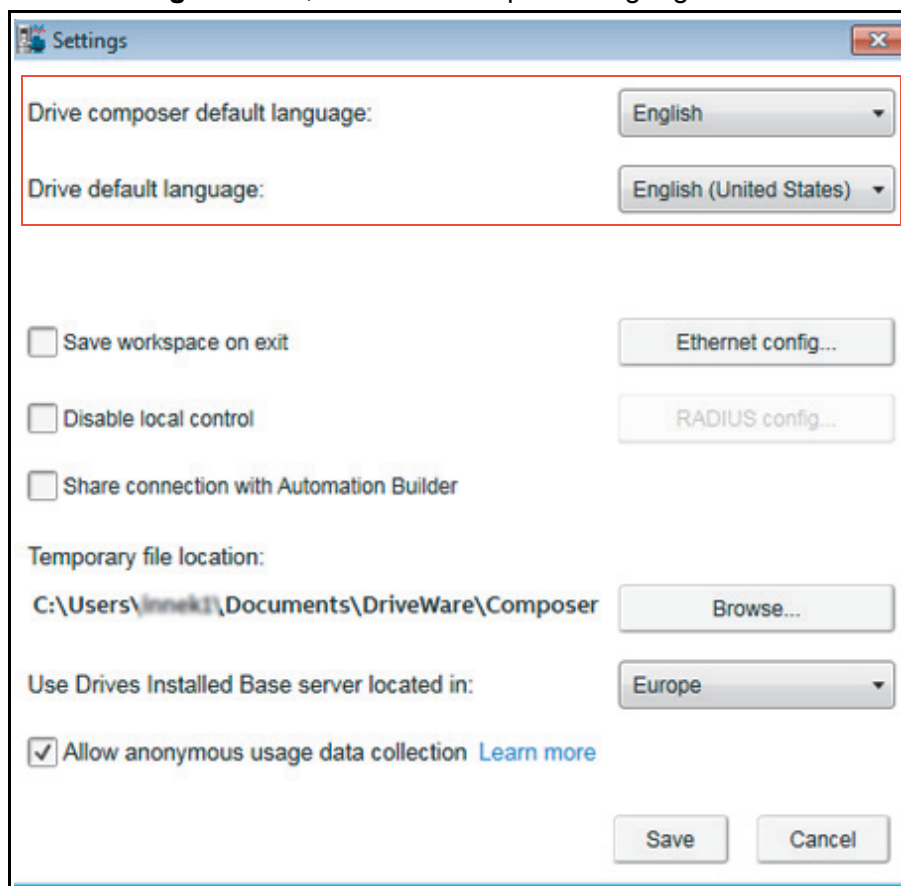 Settings
Drive composer default language: English
Drive default language: English (United States)
Save workspace on exit Ethernet config...
Disable local control RADIUS config...
Share connection with Automation Builder
Temporary file location:
C:\Users\ \Documents\DriveWare\Composer Browse...
Use Drives Installed Base server located in: Europe
Allow anonymous usage data collection Learn more
Save Cancel